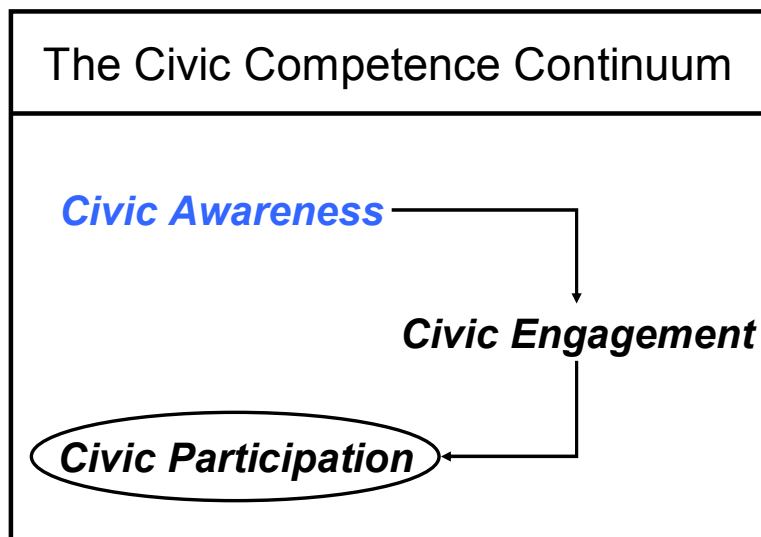 The Civic Competence Continuum
Civic Awareness
Civic Engagement
Civic Participation